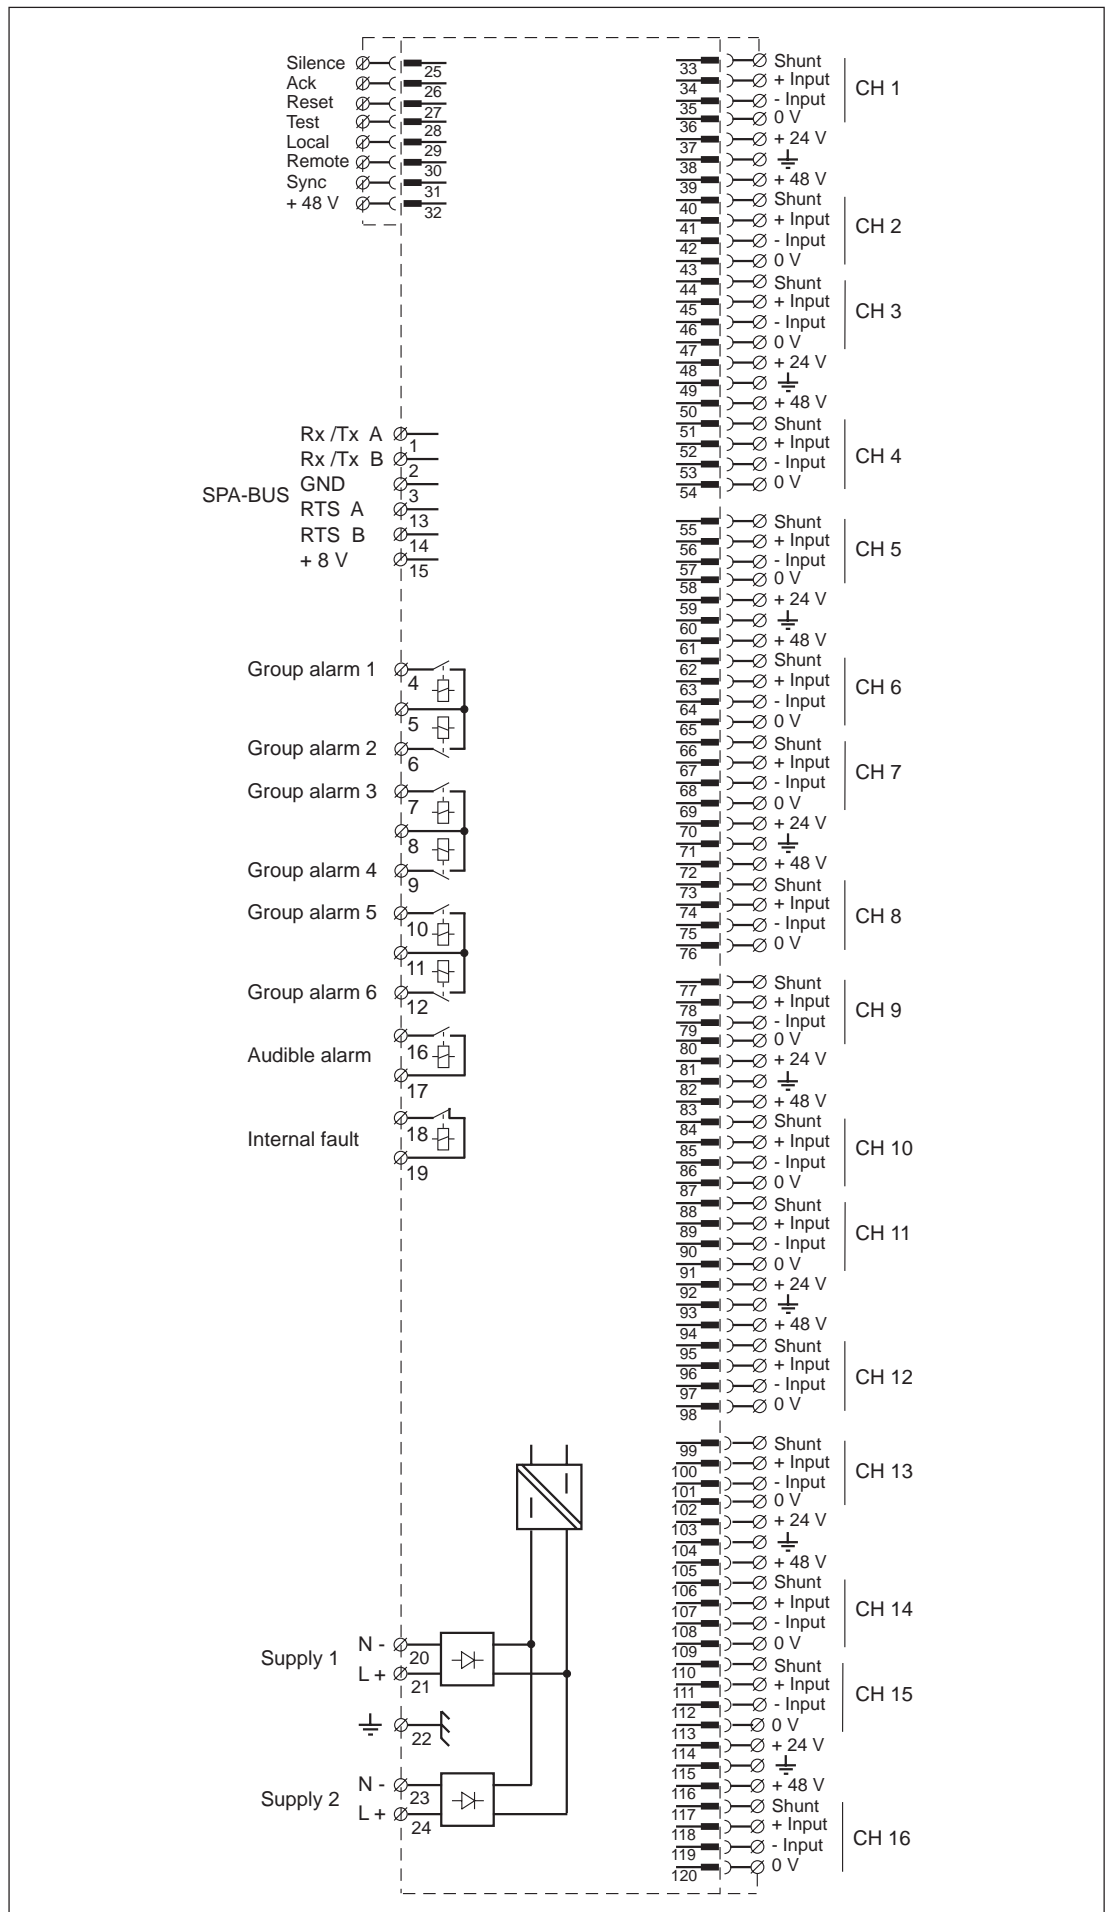 Silence
25
Ack
26
Reset
27
Test
28
Local
29
Remote
30
Sync
31
+ 48 V
32
SPA-BUS
Rx /Tx A
1
Rx /Tx B
2
GND
3
RTS A
13
RTS B
14
+ 8 V
15
Group alarm 1
4
5
Group alarm 2
6
Group alarm 3
7
8
Group alarm 4
9
Group alarm 5
10
11
Group alarm 6
12
Audible alarm
16
17
Internal fault
18
19
Supply 1
N -
20
L +
21
22
Supply 2
N -
23
L +
24
33 Shunt
34 + Input
35 - Input
36 0 V
CH 1
37 + 24 V
38
39 + 48 V
40 Shunt
41 + Input
42 - Input
43 0 V
CH 2
44 Shunt
45 + Input
46 - Input
47 0 V
CH 3
48 + 24 V
49
50 + 48 V
51 Shunt
52 + Input
53 - Input
54 0 V
CH 4
55 Shunt
56 + Input
57 - Input
58 0 V
CH 5
59 + 24 V
60
61 + 48 V
62 Shunt
63 + Input
64 - Input
65 0 V
CH 6
66 Shunt
67 + Input
68 - Input
69 0 V
CH 7
70 + 24 V
71
72 + 48 V
73 Shunt
74 + Input
75 - Input
76 0 V
CH 8
77 Shunt
78 + Input
79 - Input
80 0 V
CH 9
81 + 24 V
82
83 + 48 V
84 Shunt
85 + Input
86 - Input
87 0 V
CH 10
88 Shunt
89 + Input
90 - Input
91 0 V
CH 11
92 + 24 V
93
94 + 48 V
95 Shunt
96 + Input
97 - Input
98 0 V
CH 12
99 Shunt
100 + Input
101 - Input
102 0 V
CH 13
103 + 24 V
104
105 + 48 V
106 Shunt
107 + Input
108 - Input
109 0 V
CH 14
110 Shunt
111 + Input
112 - Input
113 0 V
CH 15
114 + 24 V
115
116 + 48 V
117 Shunt
118 + Input
119 - Input
120 0 V
CH 16